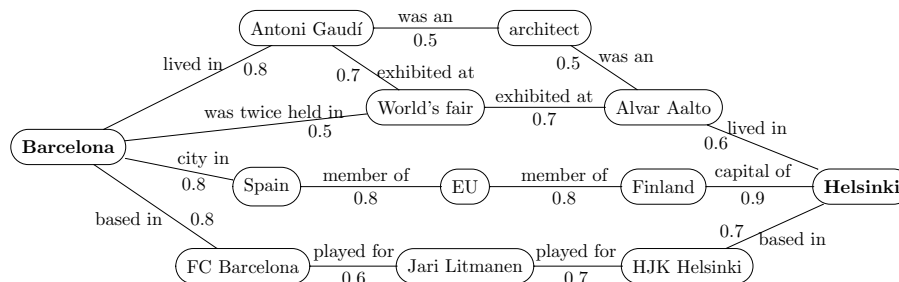 Antoni Gaudí was an 0.5 architect
lived in 0.8 0.7 exhibited at 0.5 was an
was twice held in 0.5 World's fair exhibited at 0.7 Alvar Aalto
Barcelona lived in 0.6
city in 0.8 Spain member of 0.8 EU member of 0.8 Finland capital of 0.9 Helsinki
based in 0.8 0.7 based in
FC Barcelona played for 0.6 Jari Litmanen played for 0.7 HJK Helsinki